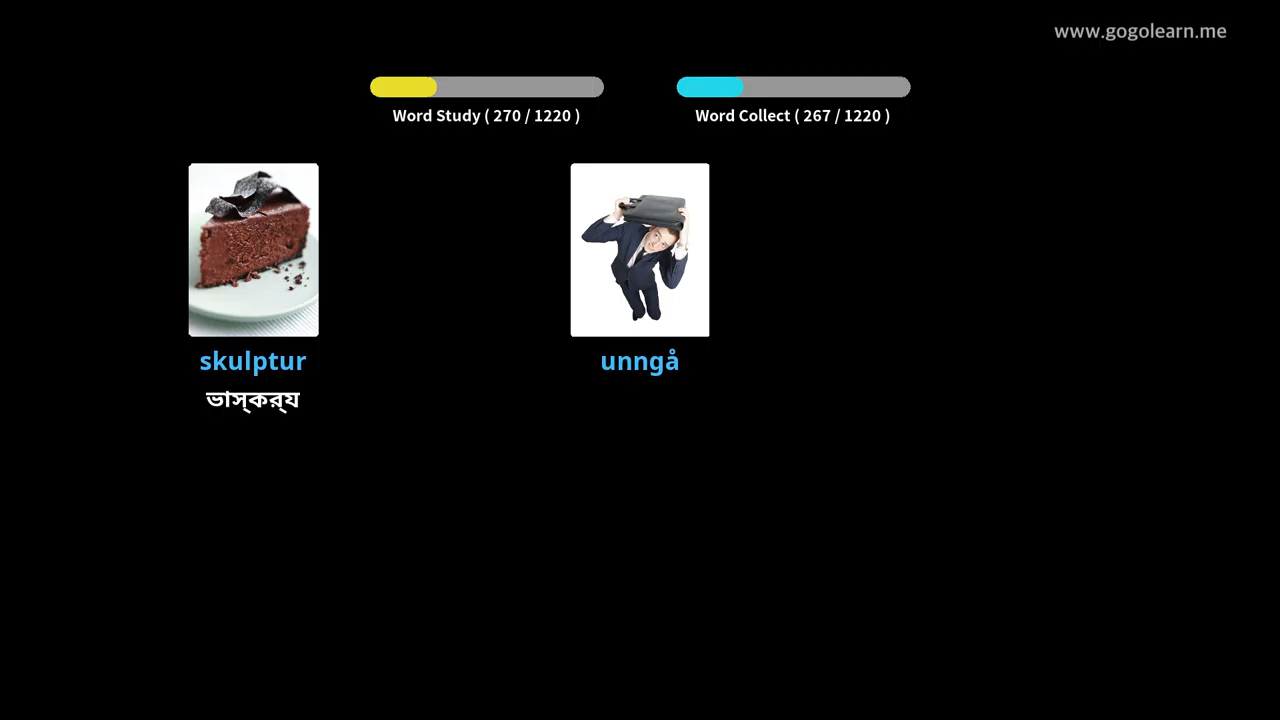 www.gogolearn.me
Word Study ( 270 / 1220 )
Word Collect ( 267 / 1220 )
skulptur
unngå
ভাস্কর্য